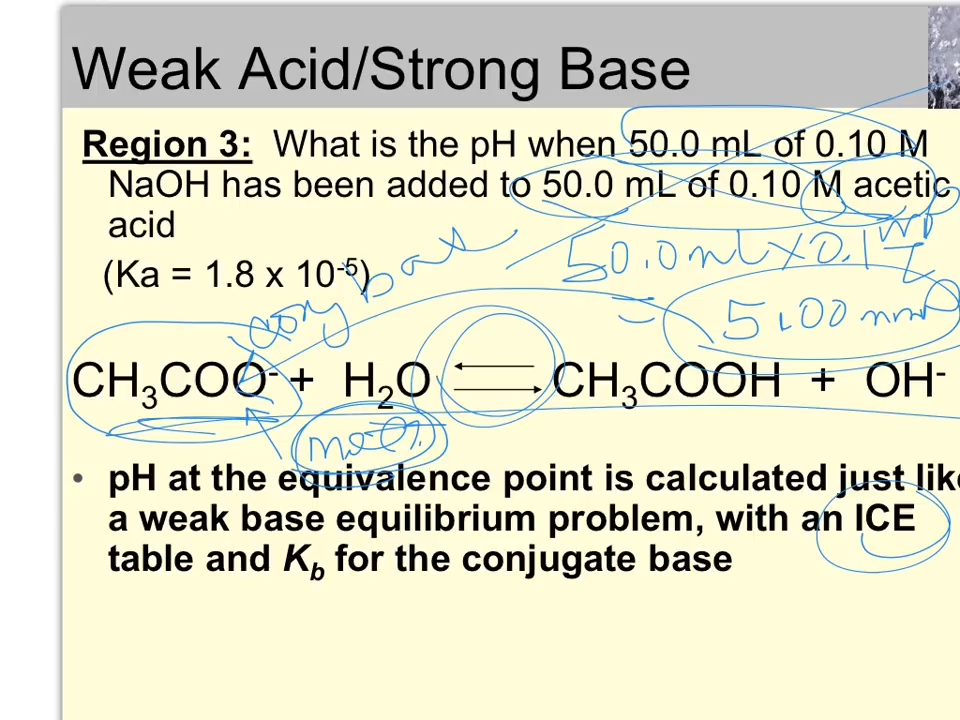 Weak Acid/Strong Base
Region 3: What is the pH when 50.0 mL of 0.10 M
NaOH has been added to 50.0 mL of 0.10 M acetic
acid
50.0 ml x 0.1
(Ka = 1.8 x 10⁻⁵)
base
= 5.00 mmol
CH₃COO⁻ + H₂O ⇌ CH₃COOH + OH⁻
• pH at the equivalence point is calculated just lik
a weak base equilibrium problem, with an ICE
table and K_b for the conjugate base